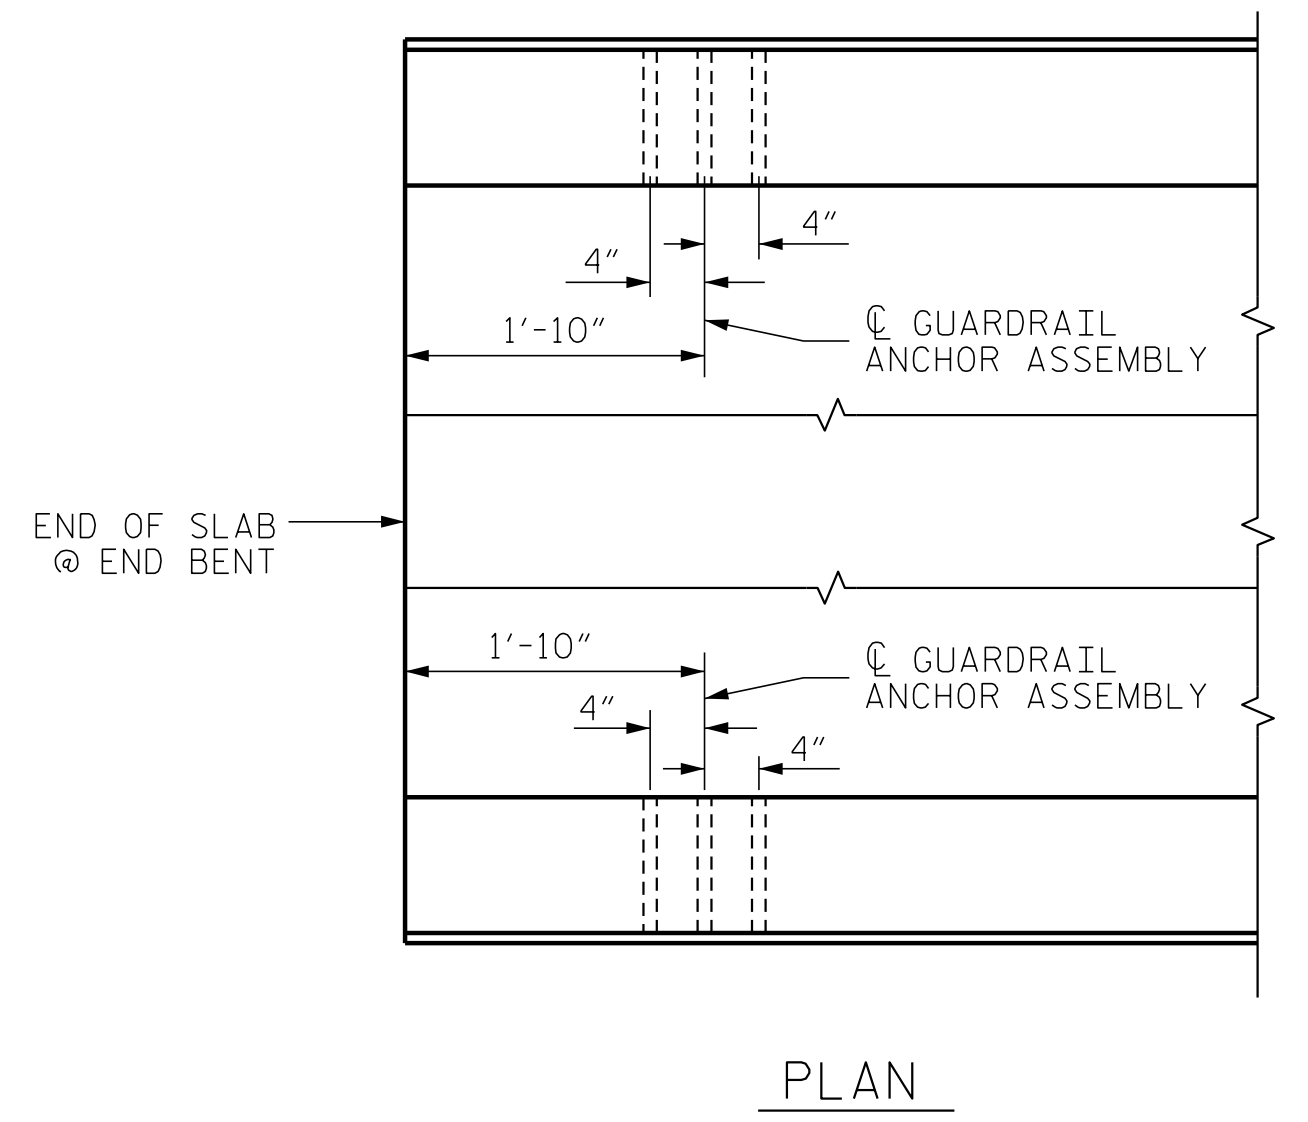 4"
4"
1'-10"
℄ GUARDRAIL
ANCHOR ASSEMBLY
END OF SLAB
@ END BENT
1'-10"
℄ GUARDRAIL
ANCHOR ASSEMBLY
4"
4"
PLAN